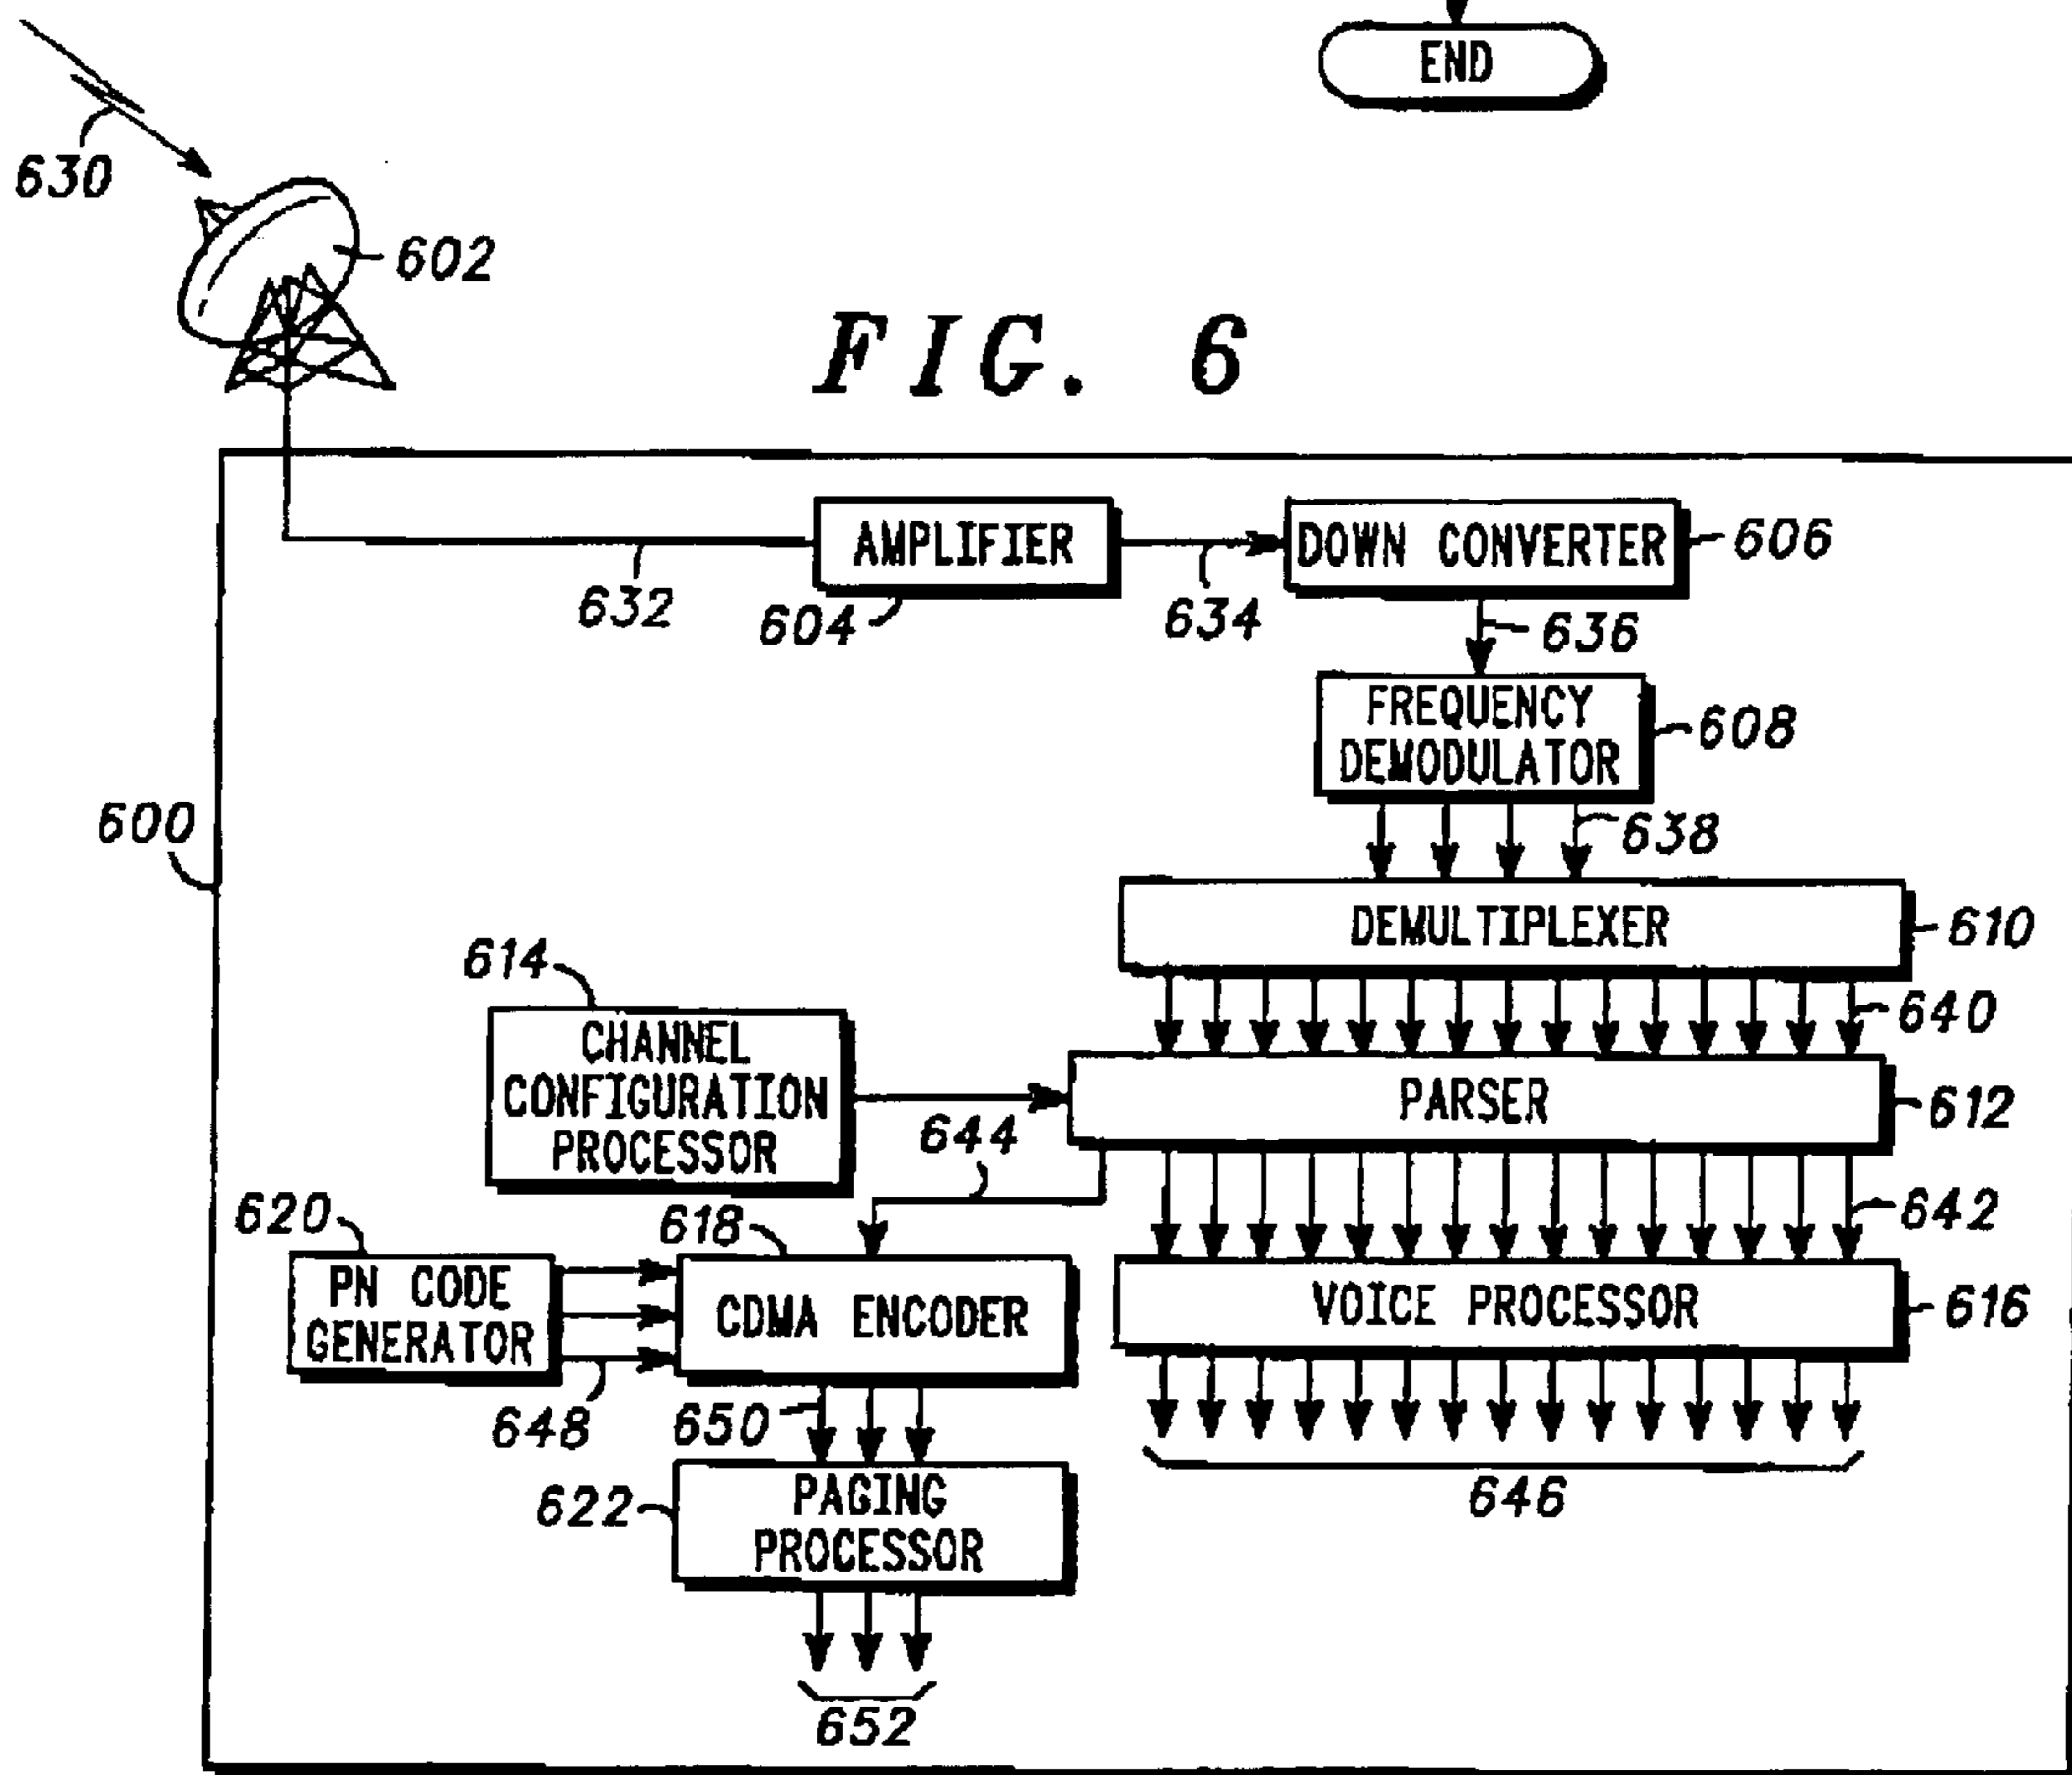 END
630
602
FIG. 6
AMPLIFIER
DOWN CONVERTER
606
632
604
634
636
FREQUENCY
DEMODULATOR
608
600
638
DEMULTIPLEXER
610
614
640
CHANNEL
CONFIGURATION
PROCESSOR
PARSER
612
644
620
618
642
PN CODE
GENERATOR
CDMA ENCODER
VOICE PROCESSOR
616
648
650
646
622
PAGING
PROCESSOR
652